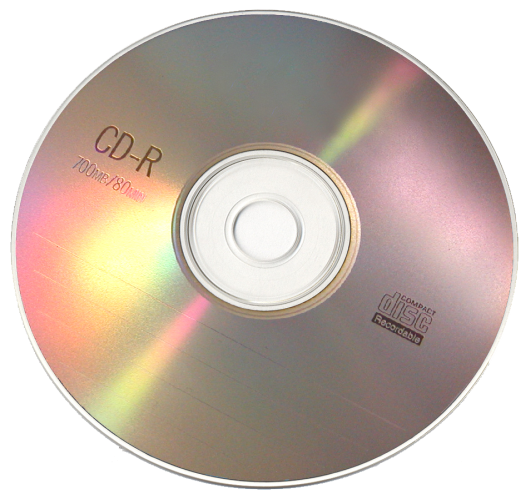 CD-R
700MB/80MIN
COMPACT
disc
Recordable